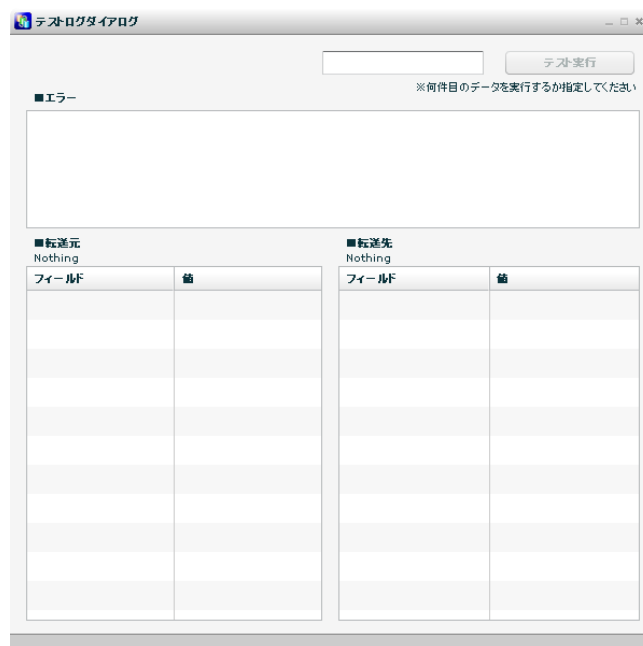 テストログダイアログ
テスト実行
※何件目のデータを実行するか指定してください
■エラー
■転送元
Nothing
フィールド 値
■転送先
Nothing
フィールド 値